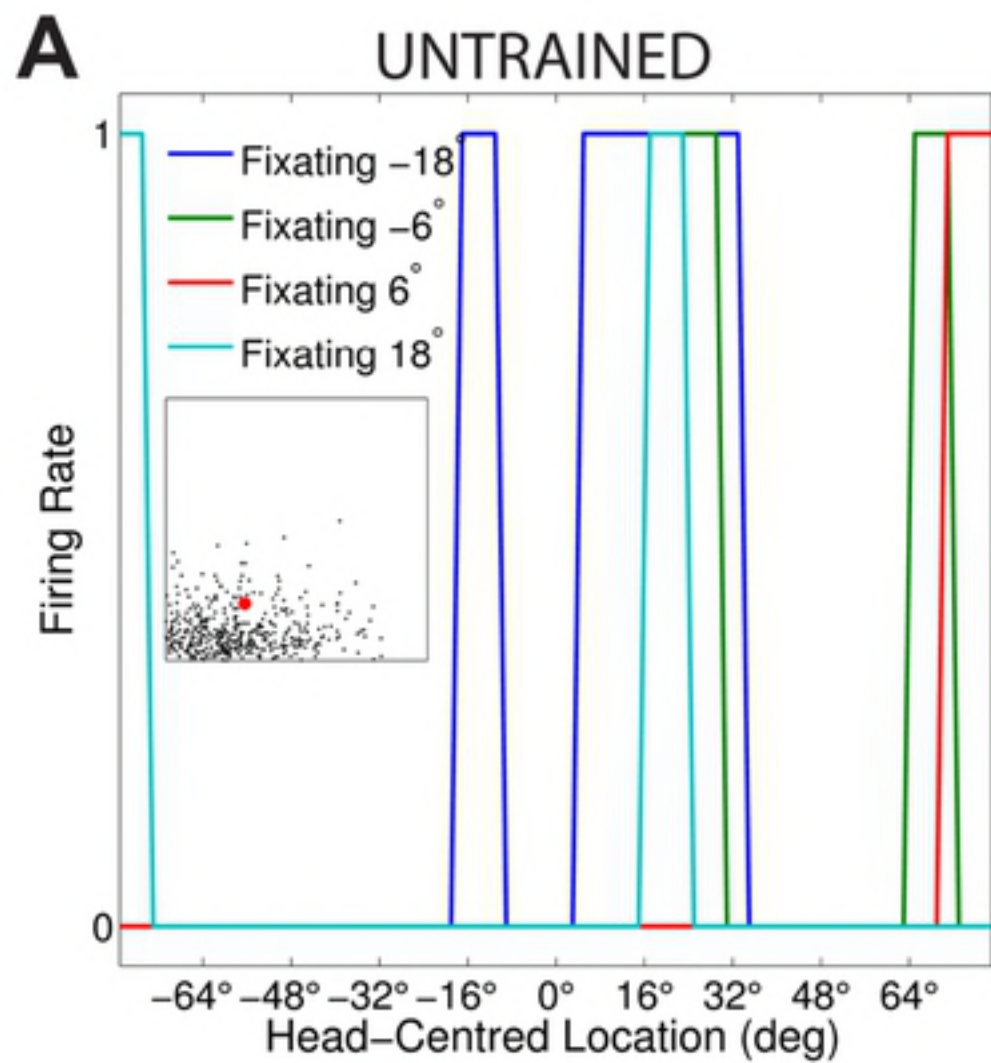 A
UNTRAINED
1
Fixating −18°
Fixating −6°
Fixating 6°
Fixating 18°
Firing Rate
0
−64° −48° −32° −16° 0° 16° 32° 48° 64°
Head−Centred Location (deg)